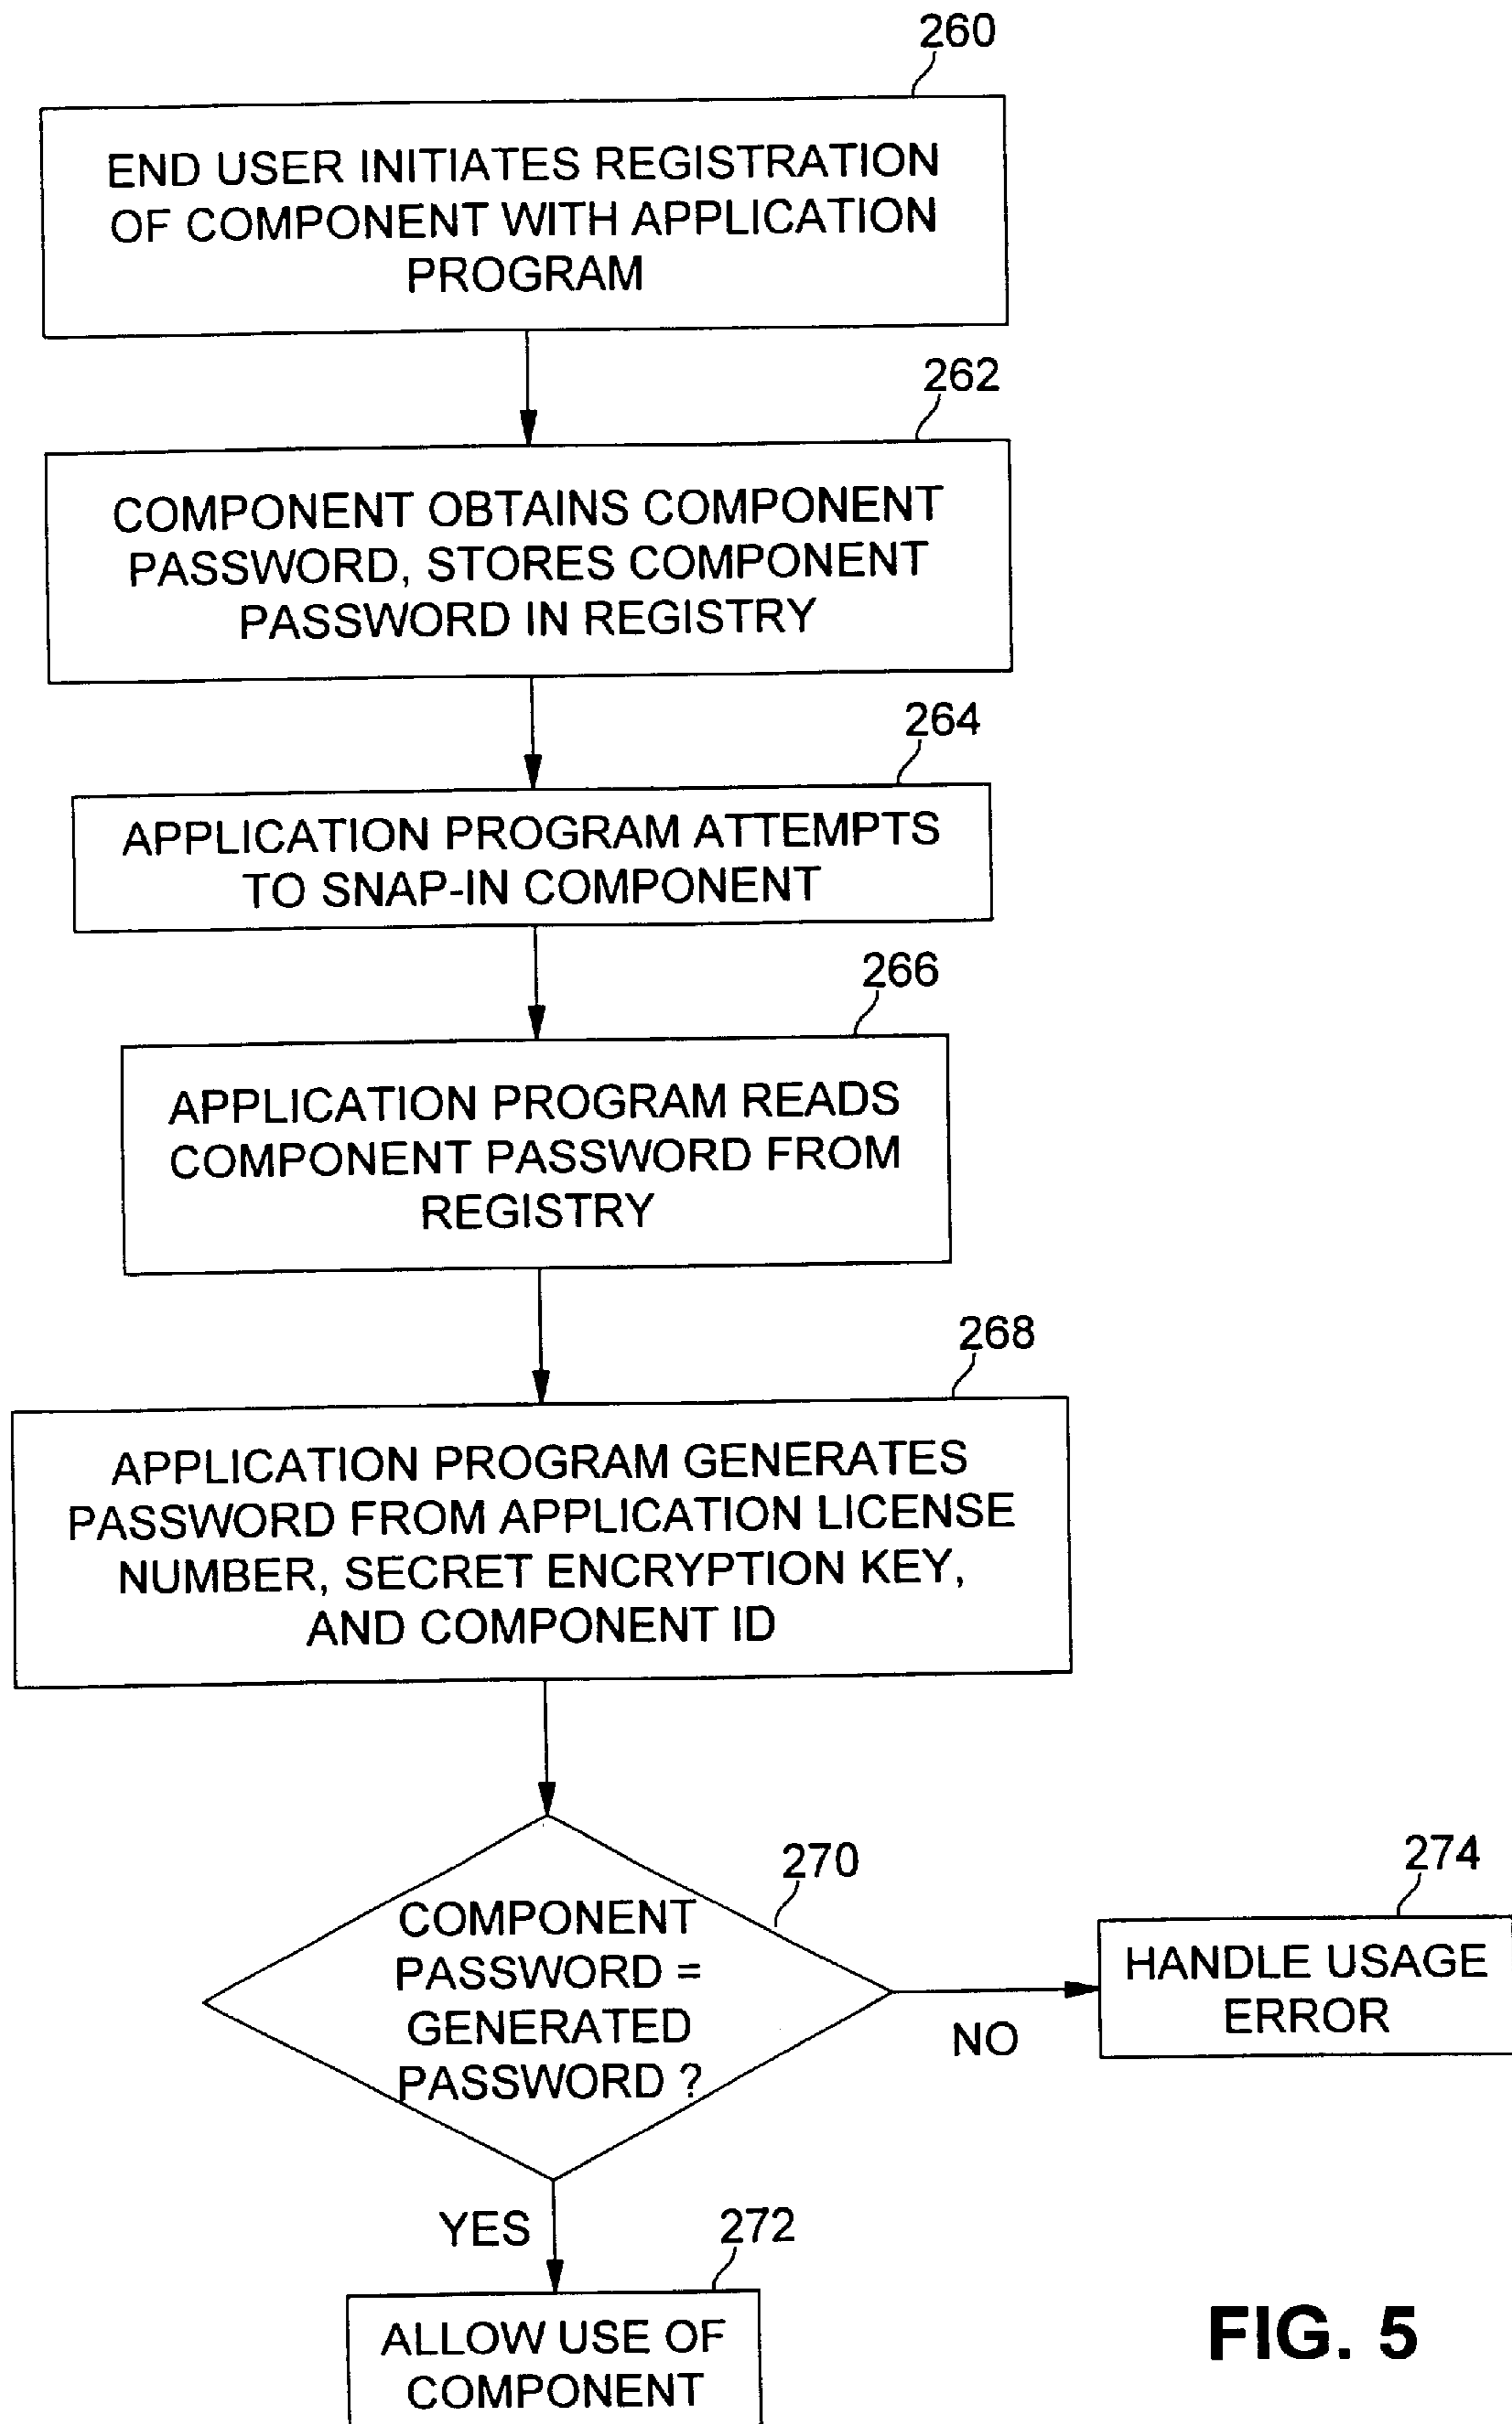 260
END USER INITIATES REGISTRATION
OF COMPONENT WITH APPLICATION
PROGRAM
262
COMPONENT OBTAINS COMPONENT
PASSWORD, STORES COMPONENT
PASSWORD IN REGISTRY
264
APPLICATION PROGRAM ATTEMPTS
TO SNAP-IN COMPONENT
266
APPLICATION PROGRAM READS
COMPONENT PASSWORD FROM
REGISTRY
268
APPLICATION PROGRAM GENERATES
PASSWORD FROM APPLICATION LICENSE
NUMBER, SECRET ENCRYPTION KEY,
AND COMPONENT ID
270
COMPONENT
PASSWORD =
GENERATED
PASSWORD ?
274
HANDLE USAGE
ERROR
NO
YES
272
ALLOW USE OF
COMPONENT
FIG. 5